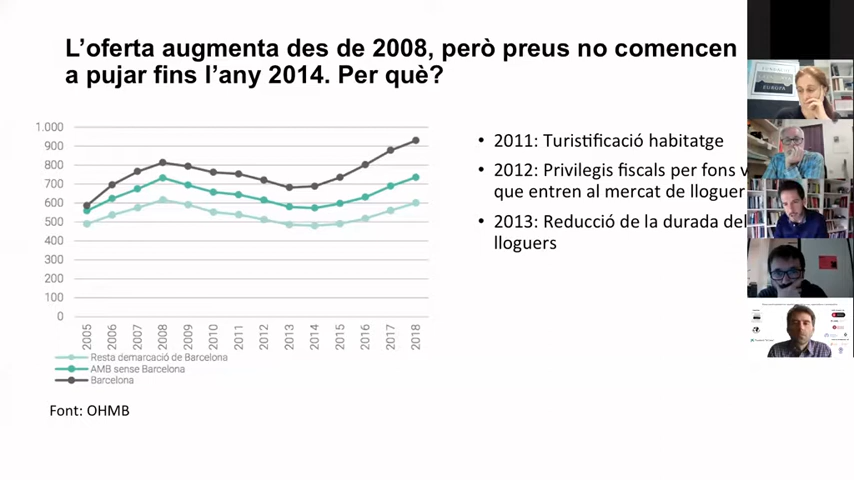 L'oferta augmenta des de 2008, però preus no comencen
a pujar fins l'any 2014. Per què?
1.000
900
800
700
600
500
400
300
200
100
0
2005 2006 2007 2008 2009 2010 2011 2012 2013 2014 2015 2016 2017 2018
Resta demarcació de Barcelona
AMB sense Barcelona
Barcelona
Font: OHMB
• 2011: Turistificació habitatge
• 2012: Privilegis fiscals per fons
que entren al mercat de lloguer
• 2013: Reducció de la durada
lloguers
EUROPA